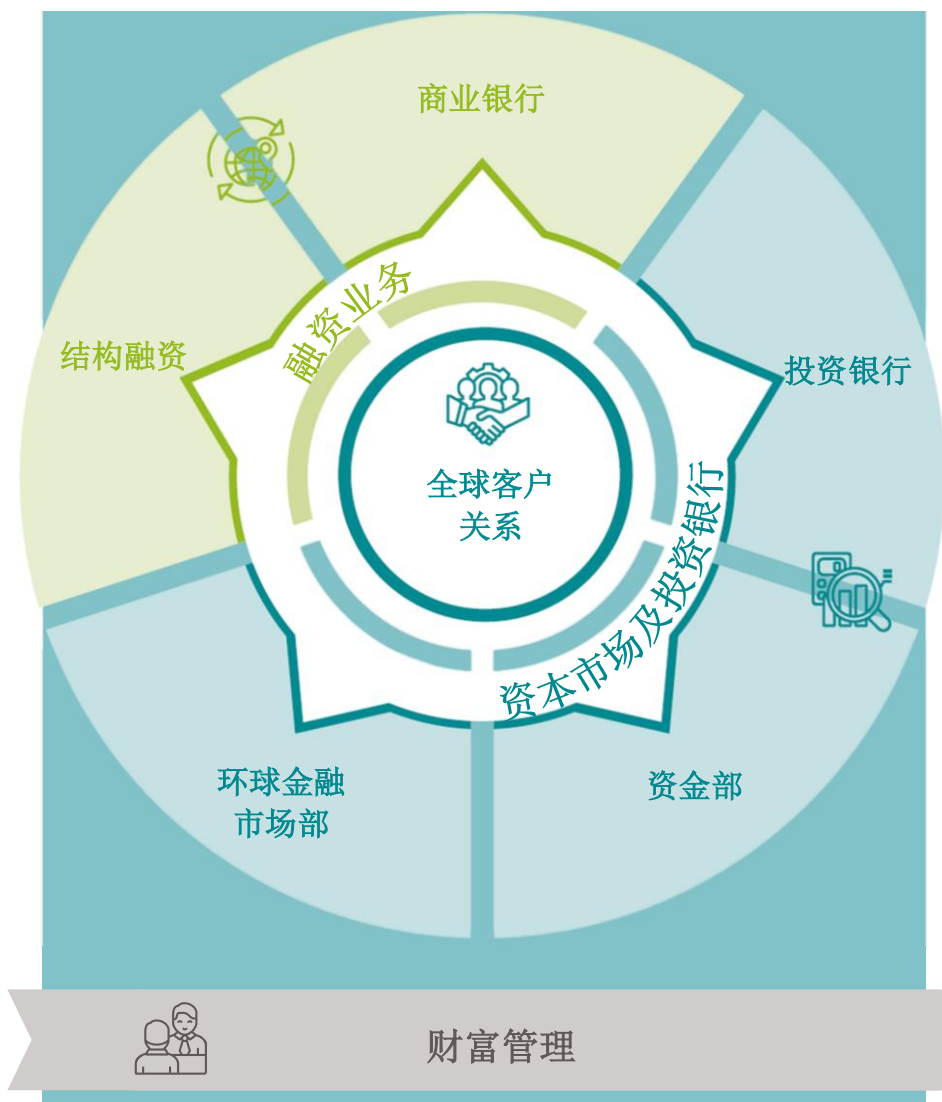 商业银行
融资业务
结构融资
投资银行
全球客户
关系
资本市场及投资银行
环球金融
市场部
资金部
财富管理